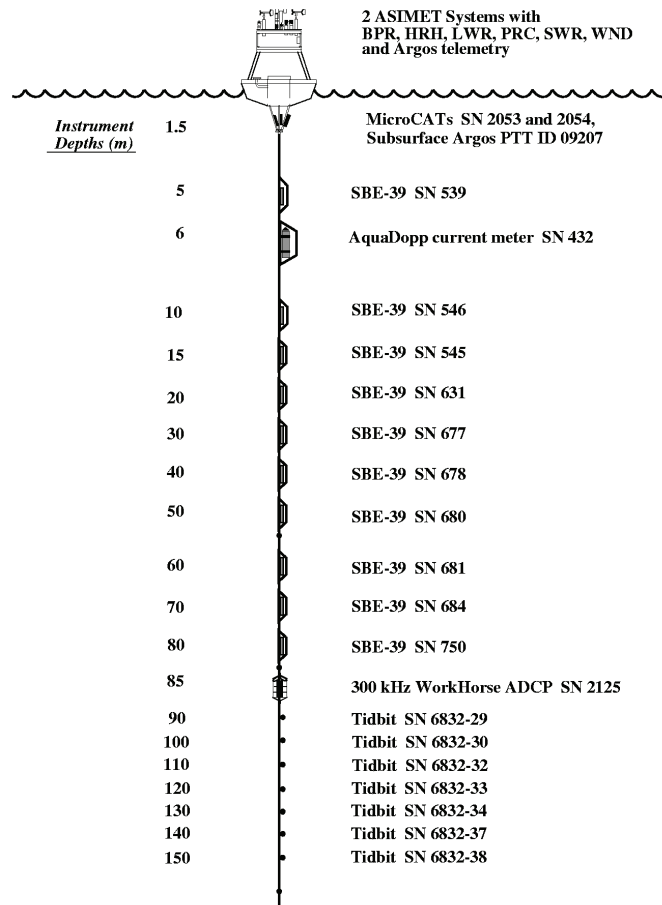 2 ASIMET Systems with
BPR, HRH, LWR, PRC, SWR, WND
and Argos telemetry
Instrument
Depths (m)
1.5 MicroCATs SN 2053 and 2054,
Subsurface Argos PTT ID 09207
5 SBE-39 SN 539
6 AquaDopp current meter SN 432
10 SBE-39 SN 546
15 SBE-39 SN 545
20 SBE-39 SN 631
30 SBE-39 SN 677
40 SBE-39 SN 678
50 SBE-39 SN 680
60 SBE-39 SN 681
70 SBE-39 SN 684
80 SBE-39 SN 750
85 300 kHz WorkHorse ADCP SN 2125
90 Tidbit SN 6832-29
100 Tidbit SN 6832-30
110 Tidbit SN 6832-32
120 Tidbit SN 6832-33
130 Tidbit SN 6832-34
140 Tidbit SN 6832-37
150 Tidbit SN 6832-38